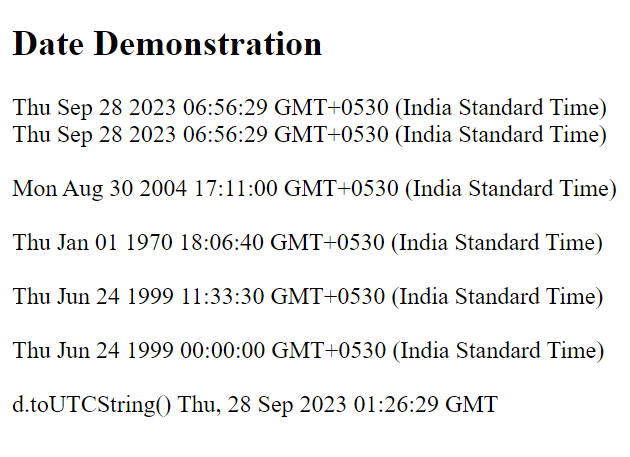 Date Demonstration
Thu Sep 28 2023 06:56:29 GMT+0530 (India Standard Time)
Thu Sep 28 2023 06:56:29 GMT+0530 (India Standard Time)
Mon Aug 30 2004 17:11:00 GMT+0530 (India Standard Time)
Thu Jan 01 1970 18:06:40 GMT+0530 (India Standard Time)
Thu Jun 24 1999 11:33:30 GMT+0530 (India Standard Time)
Thu Jun 24 1999 00:00:00 GMT+0530 (India Standard Time)
d.toUTCString() Thu, 28 Sep 2023 01:26:29 GMT